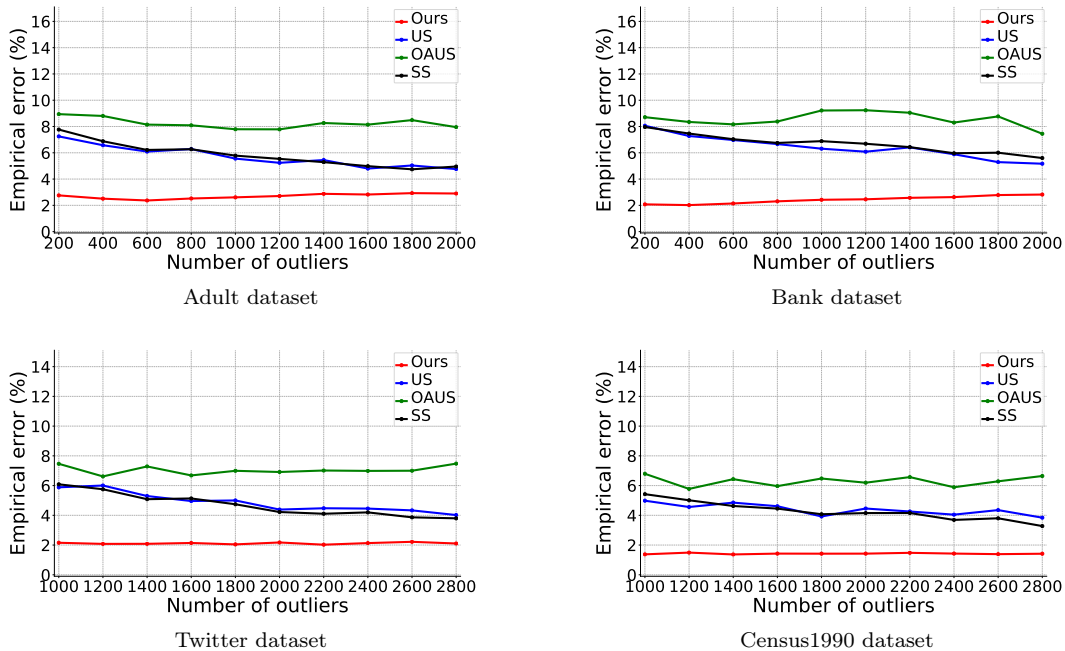 Empirical error (%)
16
14
12
10
8
6
4
2
0
200 400 600 800 1000 1200 1400 1600 1800 2000
Number of outliers
Ours
US
OAUS
SS
Adult dataset
Empirical error (%)
16
14
12
10
8
6
4
2
0
200 400 600 800 1000 1200 1400 1600 1800 2000
Number of outliers
Ours
US
OAUS
SS
Bank dataset
Empirical error (%)
14
12
10
8
6
4
2
0
1000 1200 1400 1600 1800 2000 2200 2400 2600 2800
Number of outliers
Ours
US
OAUS
SS
Twitter dataset
Empirical error (%)
14
12
10
8
6
4
2
0
1000 1200 1400 1600 1800 2000 2200 2400 2600 2800
Number of outliers
Ours
US
OAUS
SS
Census1990 dataset